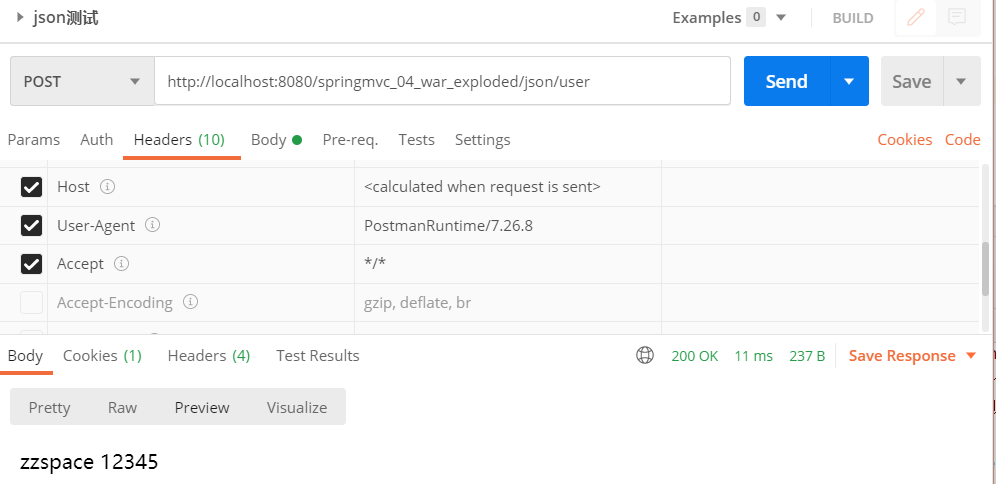 json测试
Examples 0
BUILD
POST
http://localhost:8080/springmvc_04_war_exploded/json/user
Send
Save
Params Auth Headers (10) Body Pre-req. Tests Settings
Cookies Code
Host <calculated when request is sent>
User-Agent PostmanRuntime/7.26.8
Accept */*
Accept-Encoding gzip, deflate, br
Body Cookies (1) Headers (4) Test Results
200 OK 11 ms 237 B Save Response
Pretty Raw Preview Visualize
zzspace 12345